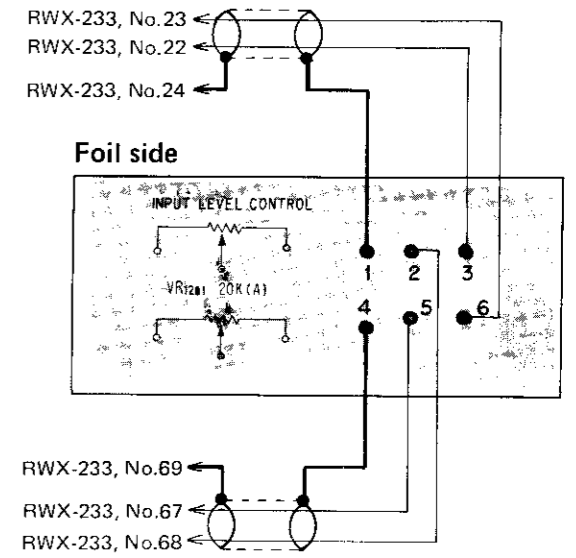 RWX-233, No.23
RWX-233, No.22
RWX-233, No.24
Foil side
INPUT LEVEL CONTROL
VR1201 20K(A)
1 2 3
4 5 6
RWX-233, No.69
RWX-233, No.67
RWX-233, No.68